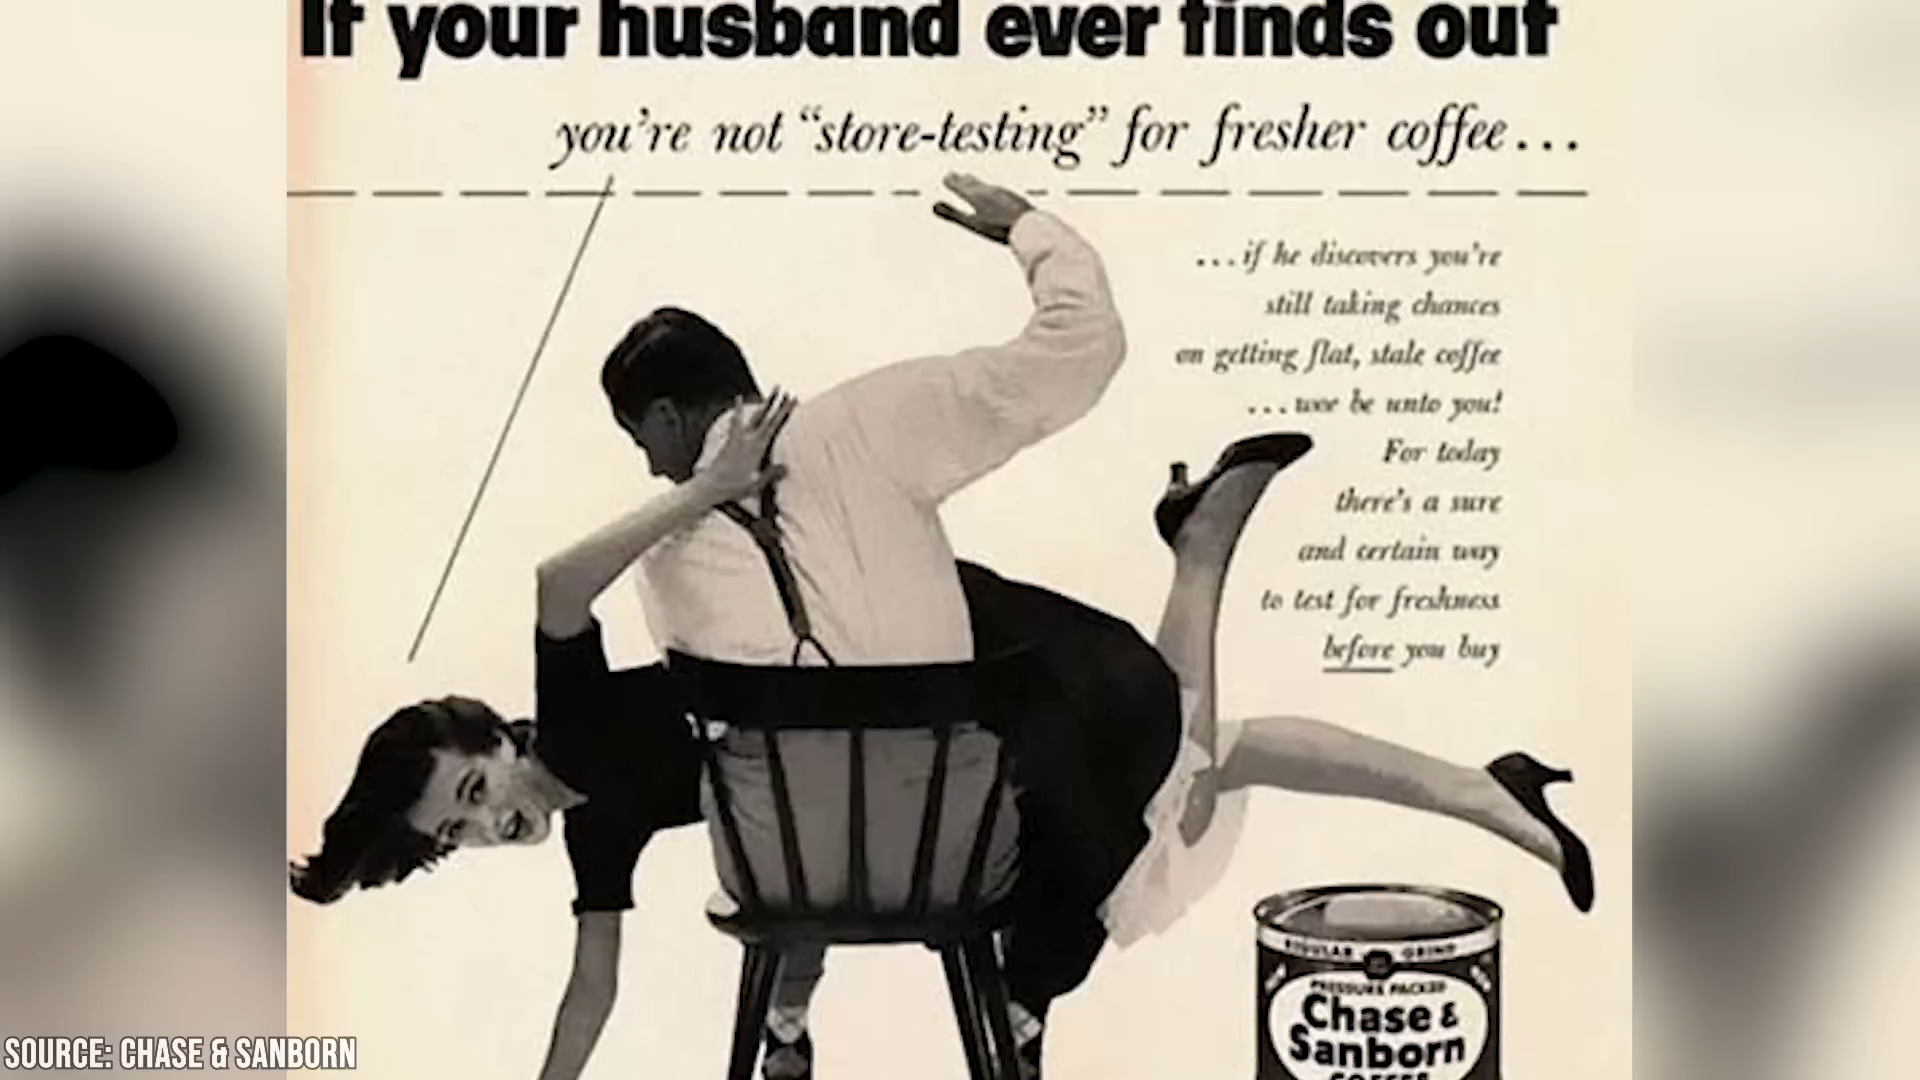 If your husband ever finds out
you're not "store-testing" for fresher coffee...
...if he discovers you're
still taking chances
on getting flat, stale coffee
...woe be unto you!
For today
there's a sure
and certain way
to test for freshness
before you buy
REGULAR GRIND
PRESSURE PACKED
Chase &
Sanborn
COFFEE
SOURCE: CHASE & SANBORN